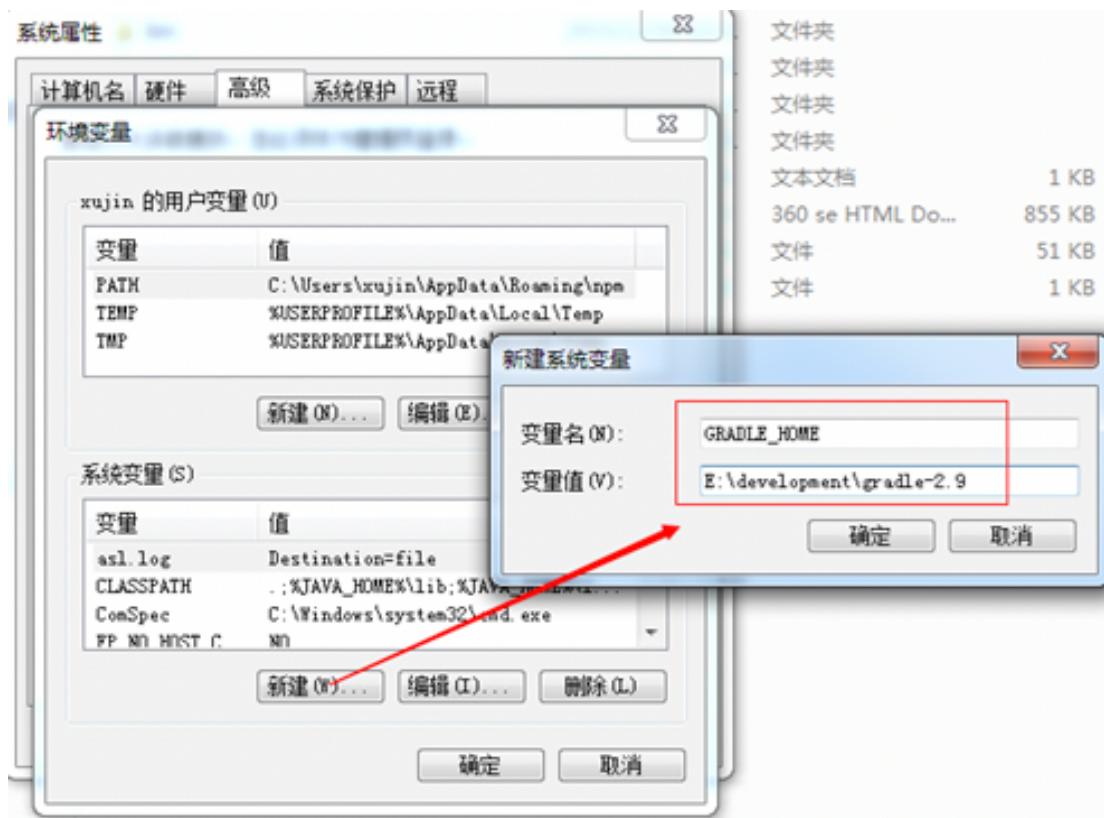 系统属性
计算机名 硬件 高级 系统保护 远程
环境变量
xujin 的用户变量(U)
变量 值
PATH C:\Users\xujin\AppData\Roaming\npm
TEMP %USERPROFILE%\AppData\Local\Temp
TMP %USERPROFILE%\AppData
新建(N)... 编辑(E).
系统变量(S)
变量 值
asl.log Destination=file
CLASSPATH .;%JAVA_HOME%\lib;%JAVA_HOME%\l...
ComSpec C:\Windows\system32\cmd.exe
FP_NO_HOST_C NO
新建(W)... 编辑(I)... 删除(L)
确定 取消
文件夹
文件夹
文件夹
文件夹
文本文档 1 KB
360 se HTML Do... 855 KB
文件 51 KB
文件 1 KB
新建系统变量
变量名(N): GRADLE_HOME
变量值(V): E:\development\gradle-2.9
确定 取消